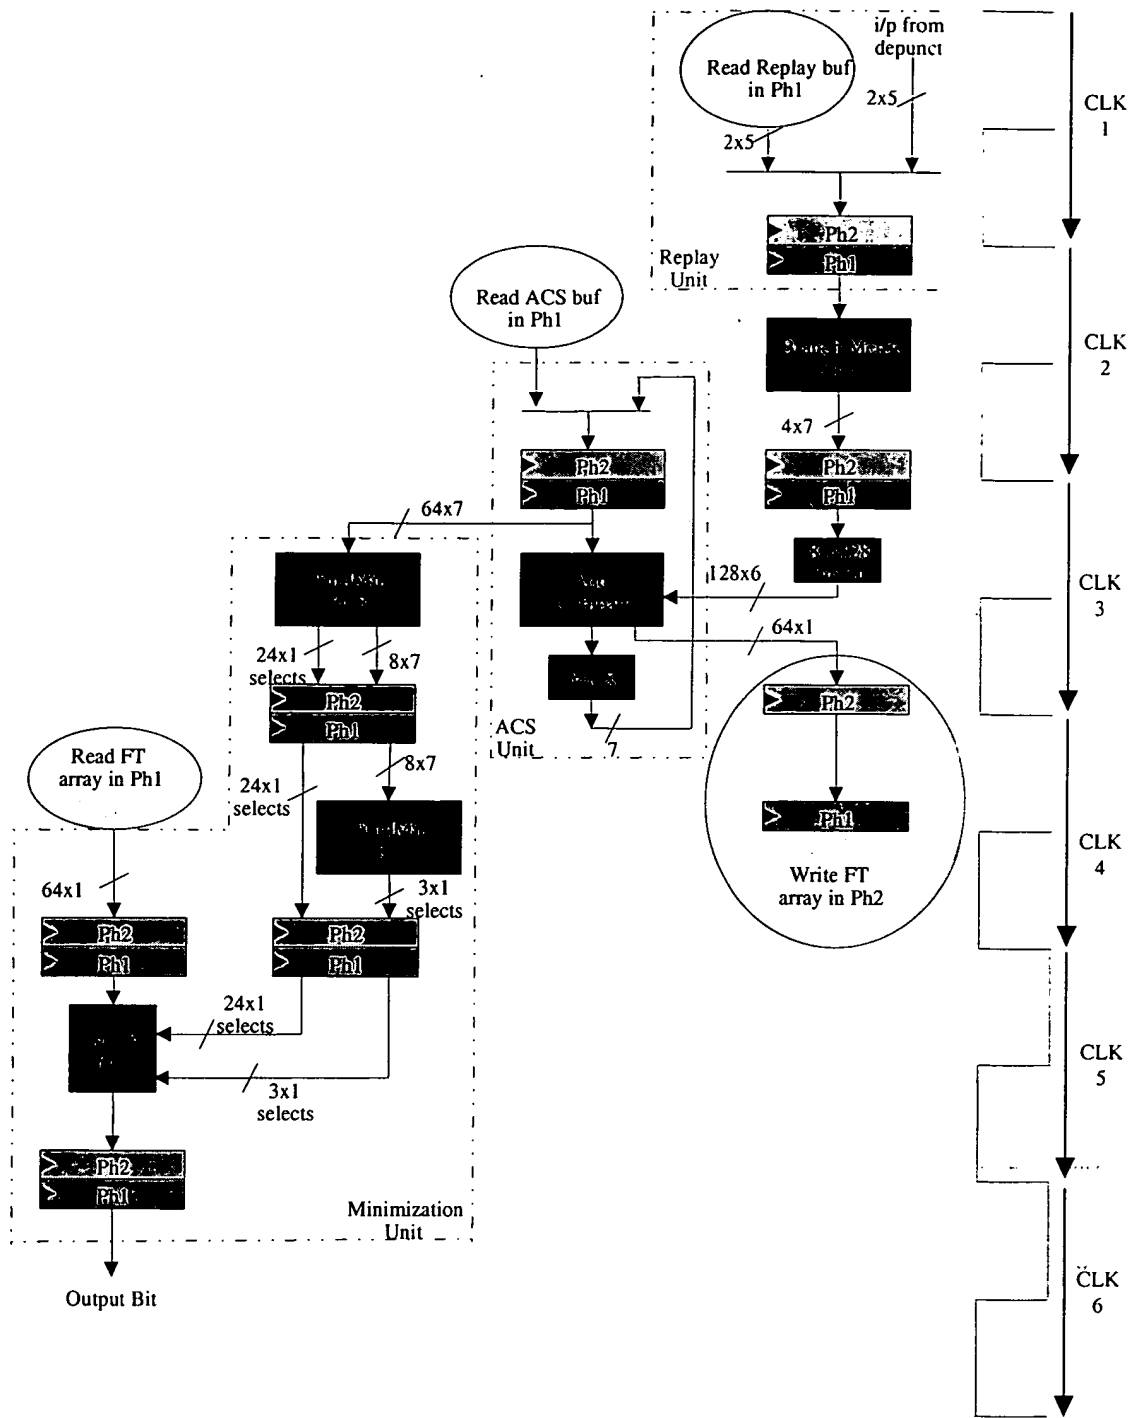 i/p from
depunct
Read Replay buf
in Ph1
2x5
2x5
CLK
1
Ph2
Ph1
Replay
Unit
Read ACS buf
in Ph1
CLK
2
4x7
Ph2
Ph1
Ph2
Ph1
64x7
128x6
CLK
3
64x1
24x1
selects
8x7
Ph2
Ph1
Ph2
ACS
Unit
7
Read FT
array in Ph1
8x7
24x1
selects
Ph1
CLK
4
Write FT
array in Ph2
64x1
3x1
selects
Ph2
Ph1
Ph2
Ph1
24x1
selects
3x1
selects
CLK
5
Ph2
Ph1
Minimization
Unit
Output Bit
CLK
6